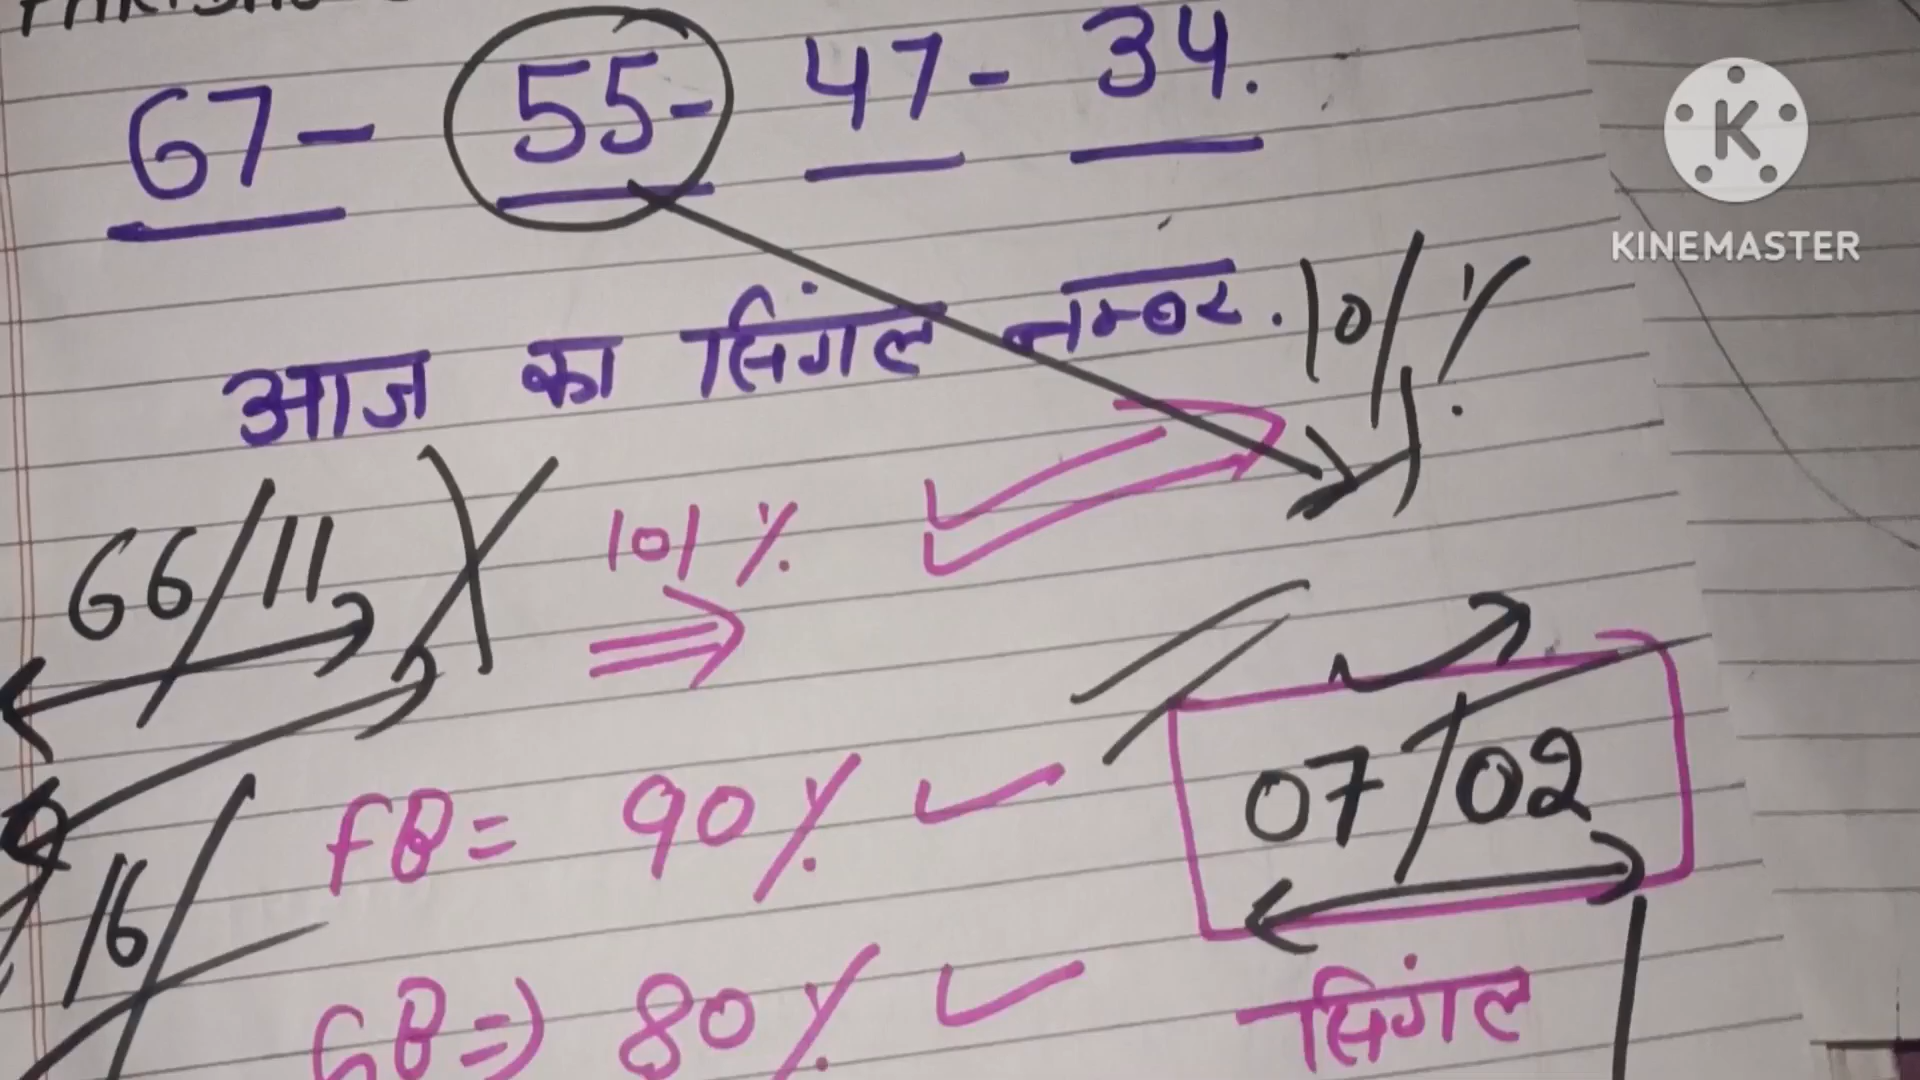 67- 55- 47- 34.
KINEMASTER
आज का सिंगल नम्बर.
66/11
101 %
FB = 90 %
07/02
16/
GB => 80 %
सिंगल